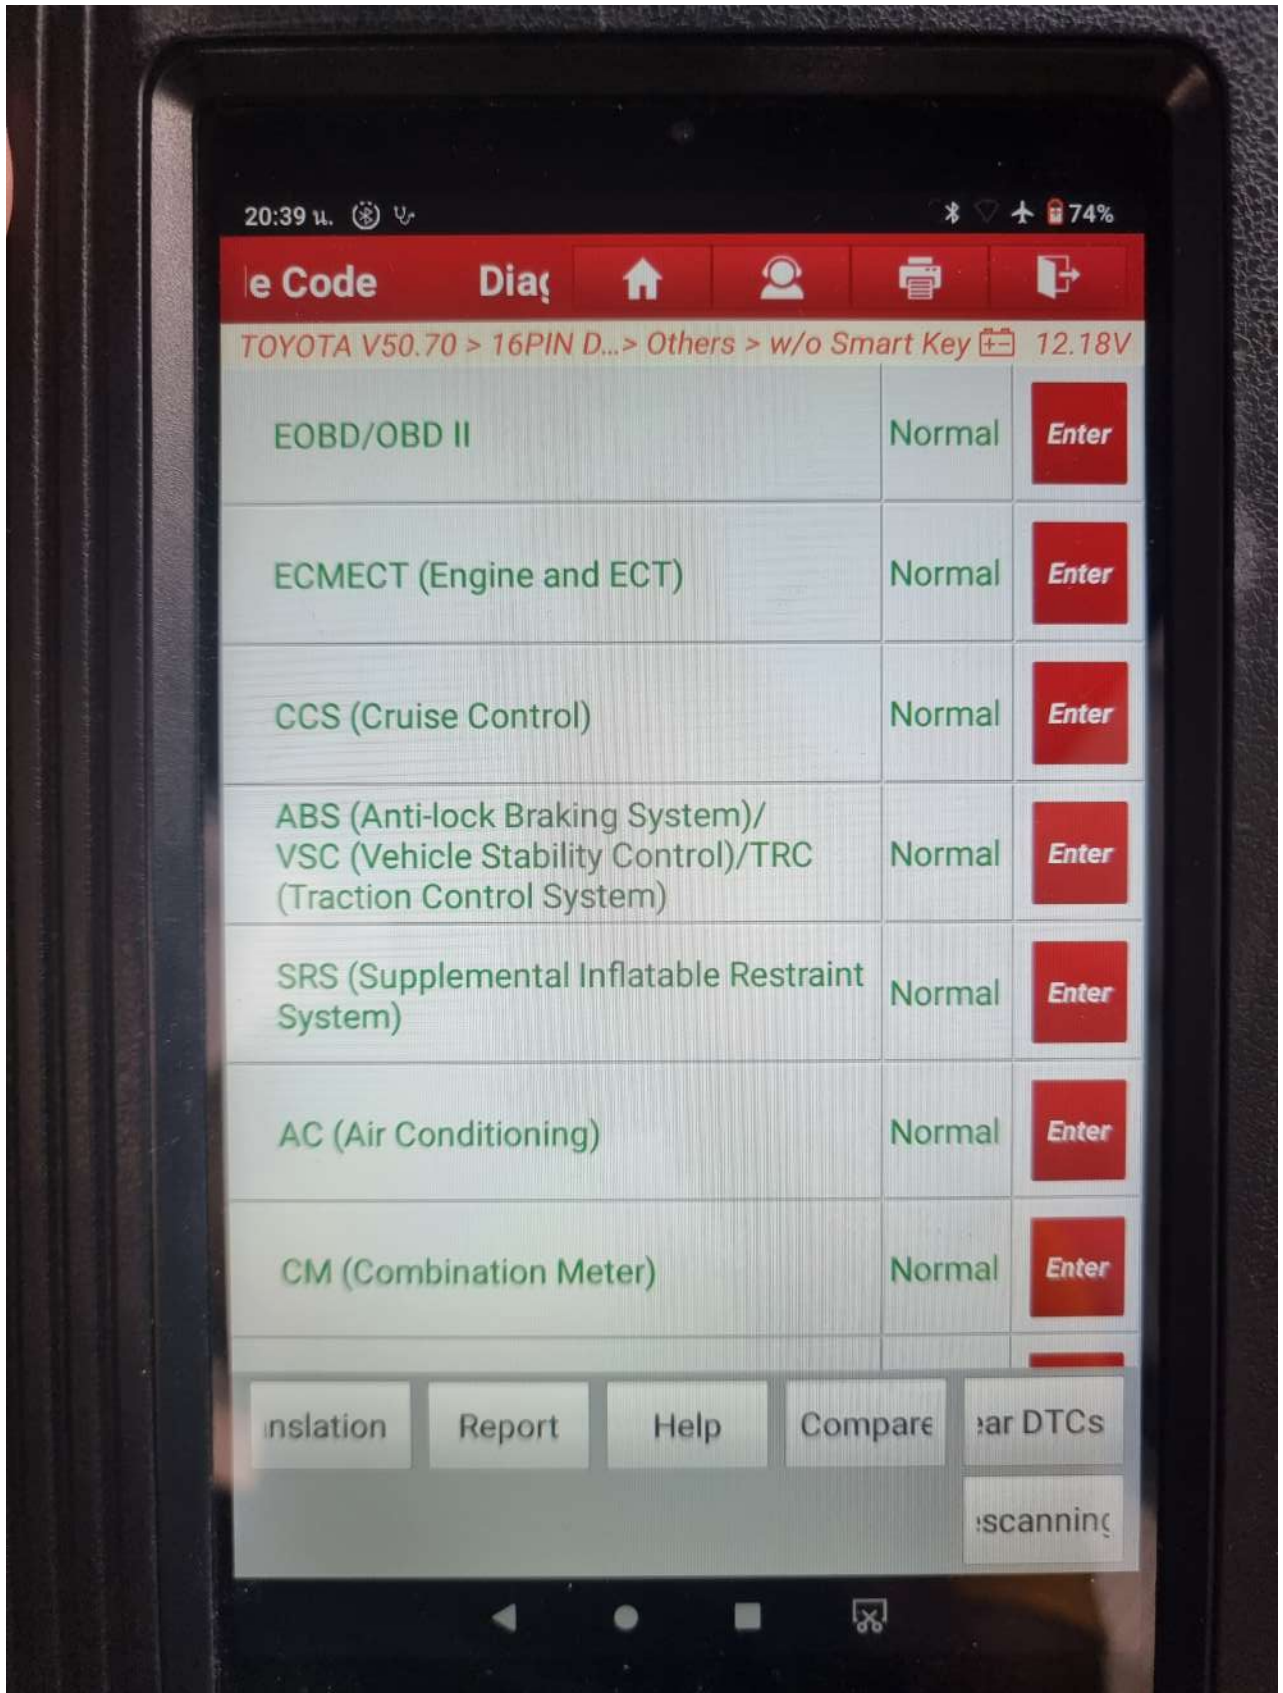 20:39 น. 74%
e Code Diag
TOYOTA V50.70 > 16PIN D...> Others > w/o Smart Key 12.18V
EOBD/OBD II Normal Enter
ECMECT (Engine and ECT) Normal Enter
CCS (Cruise Control) Normal Enter
ABS (Anti-lock Braking System)/
VSC (Vehicle Stability Control)/TRC Normal Enter
(Traction Control System)
SRS (Supplemental Inflatable Restraint
System) Normal Enter
AC (Air Conditioning) Normal Enter
CM (Combination Meter) Normal Enter
nslation Report Help Compare ear DTCs
escanning